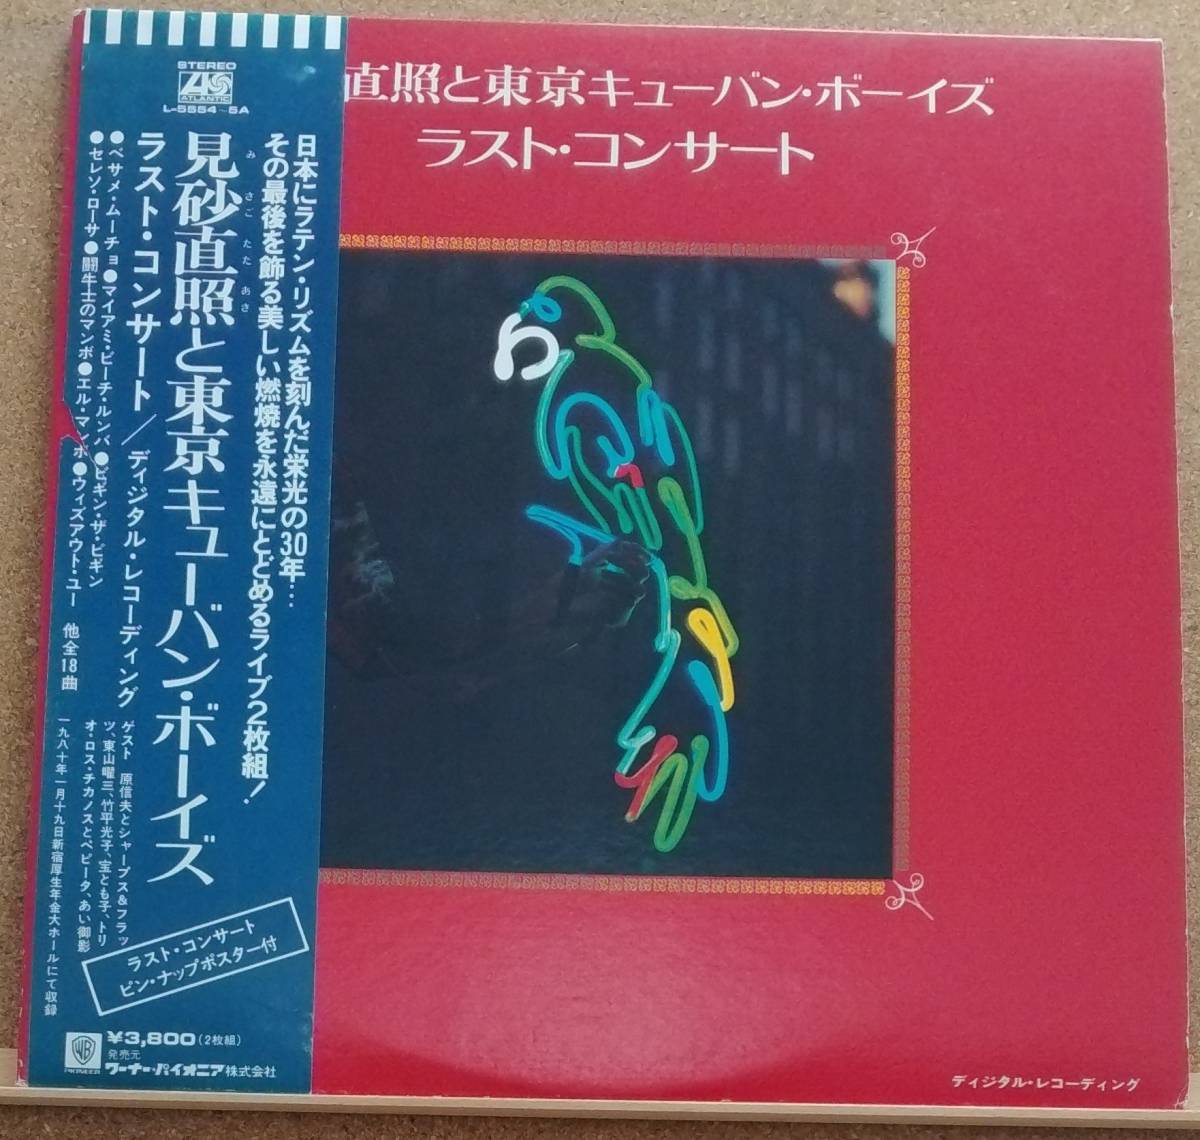 STEREO
ATLANTIC
L-5554~5A
日本にラテン・リズムを刻んだ栄光の30年…
その最後を飾る美しい燃焼を永遠にとどめるライブ2枚組!
見砂直照と東京キューバン・ボーイズ
み さご ただ あき
ラスト・コンサート/ディジタル・レコーディング
●ベサメ・ムーチョ●マイアミ・ビーチ・ルンバ●ビギン・ザ・ビギン
●セレソ・ローサ●闘牛士のマンボ●エル・マンボ●ウィズアウト・ユー 他全18曲
ゲスト 原信夫とシャープス&フラッ
ツ、東山曜三、竹平光子、宝とも子、トリ
オ・ロス・チカノスとペピータ、あい御影
一九八十年一月十九日新宿厚生年金大ホールにて収録
ラスト・コンサート
ピン・ナップポスター付
WB
PIONEER
¥3,800(2枚組)
発売元
ワーナー・パイオニア株式会社
直照と東京キューバン・ボーイズ
ラスト・コンサート
ディジタル・レコーディング